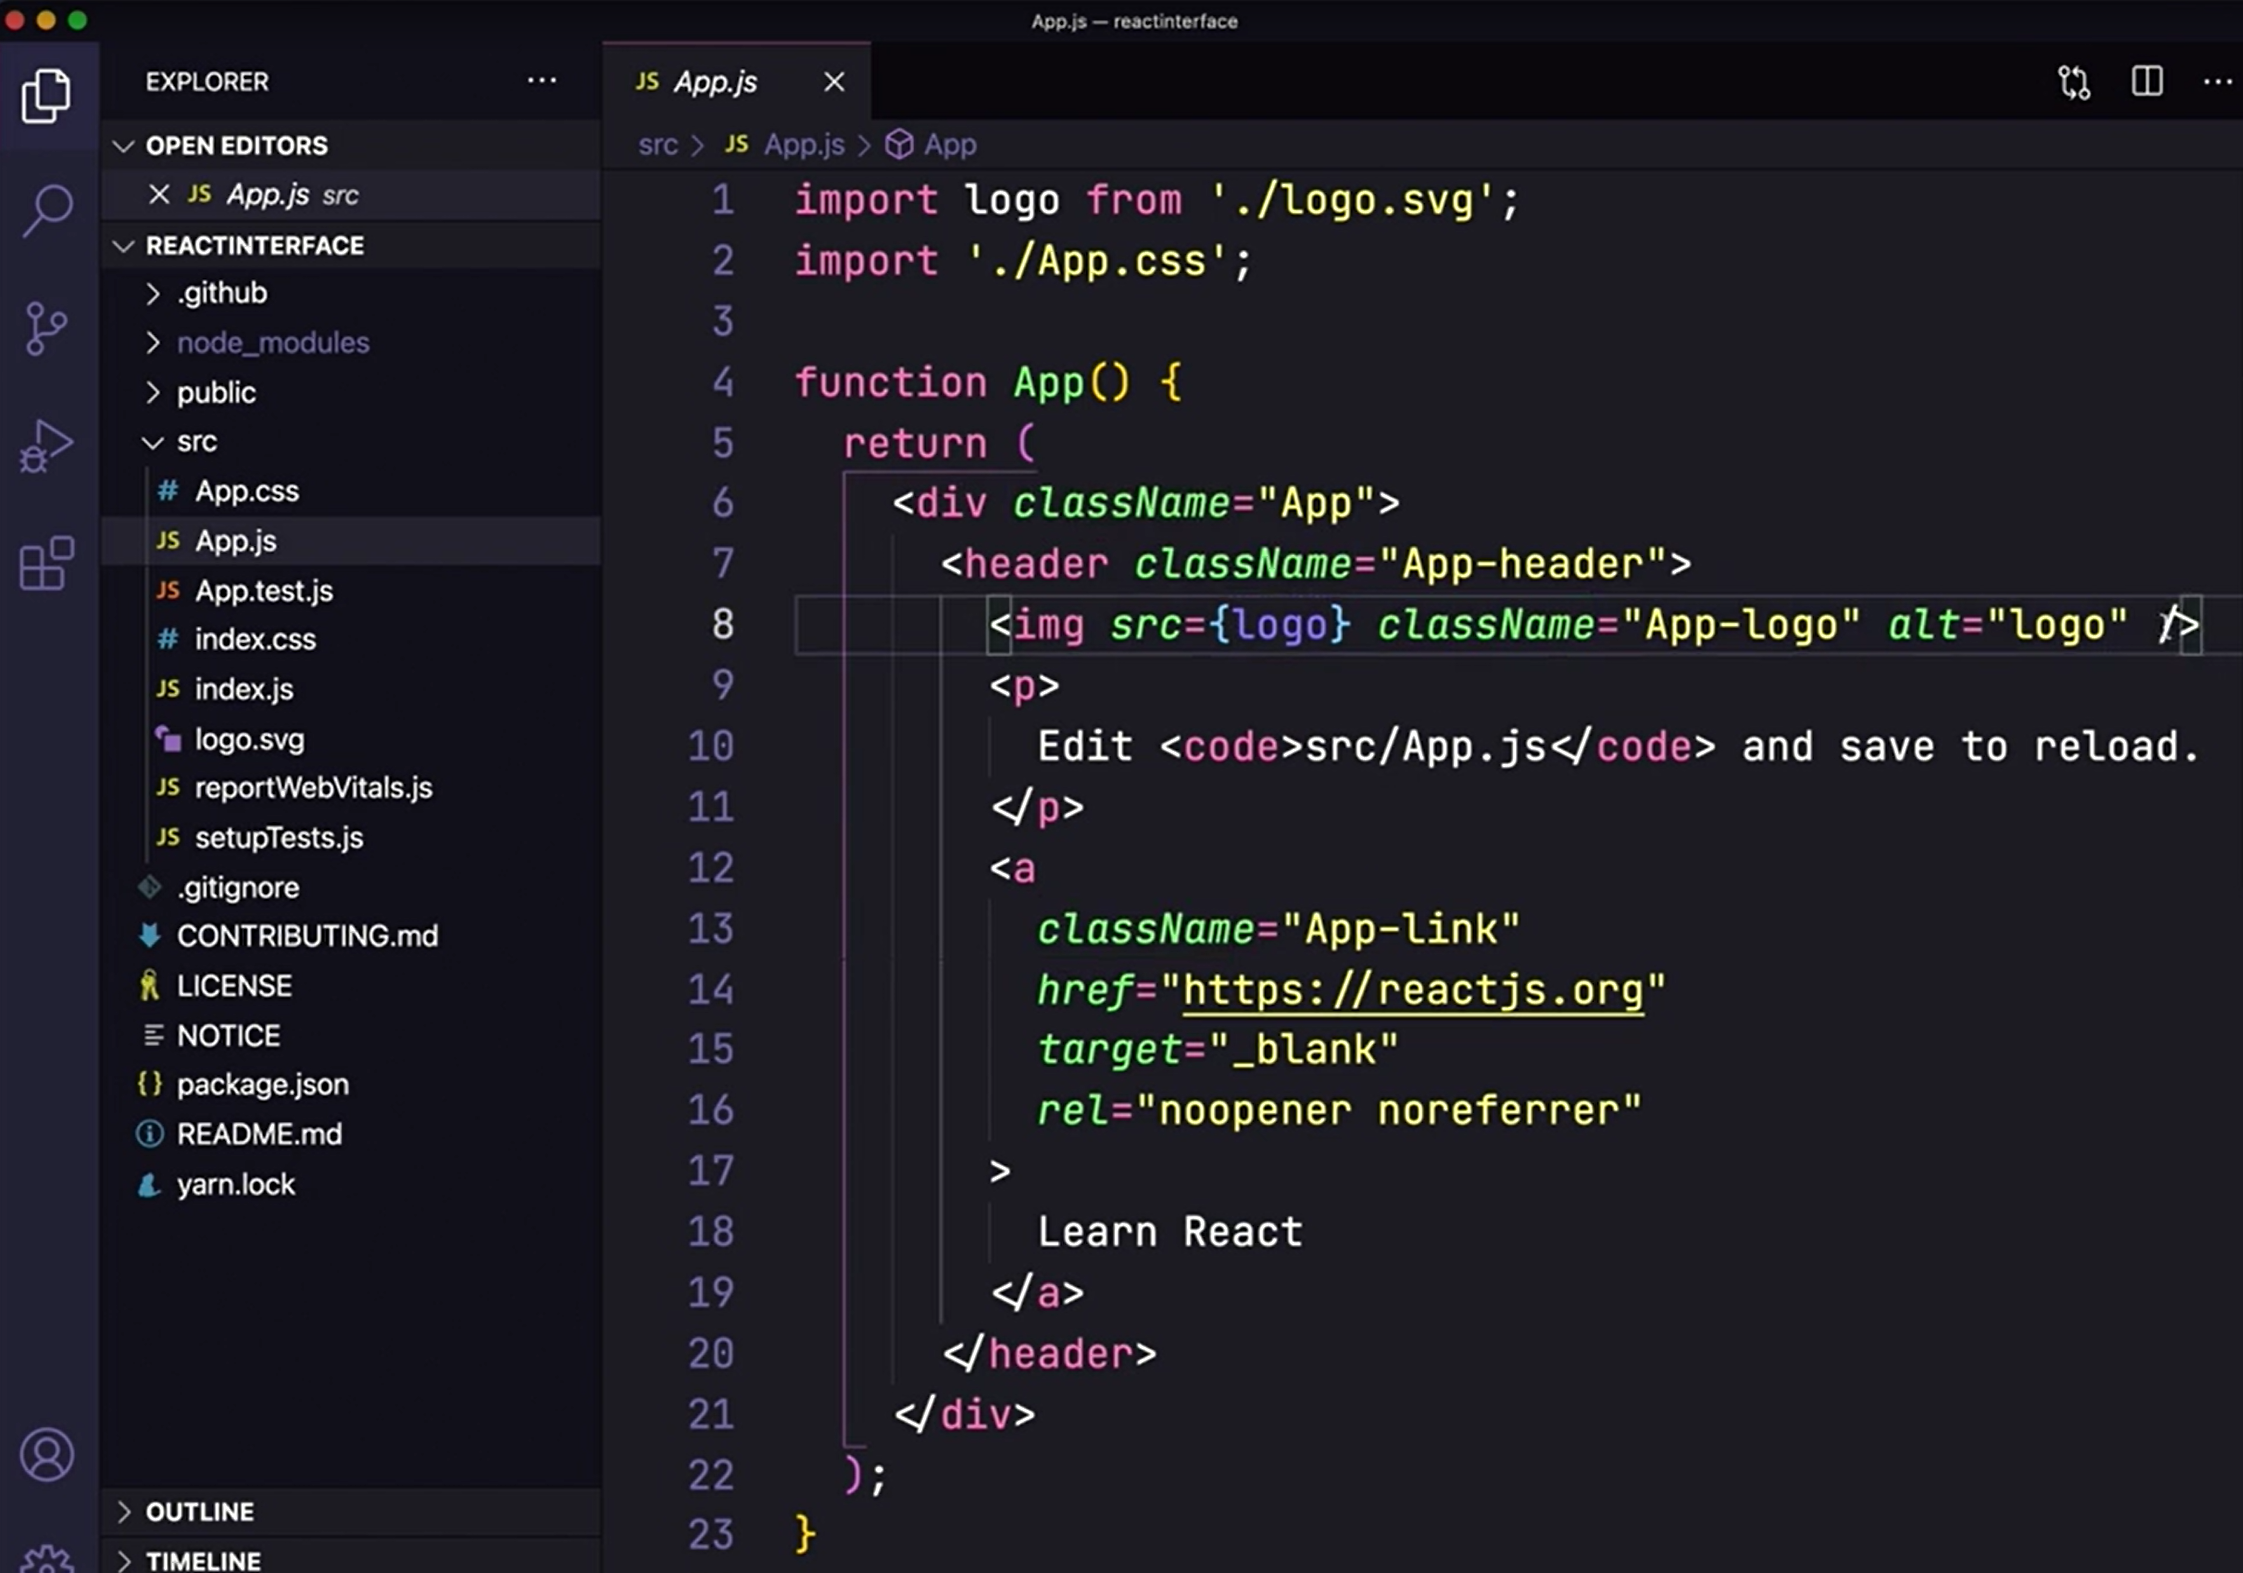 App.js — reactinterface
EXPLORER
OPEN EDITORS
JS App.js src
REACTINTERFACE
.github
node_modules
public
src
# App.css
JS App.js
JS App.test.js
# index.css
JS index.js
logo.svg
JS reportWebVitals.js
JS setupTests.js
.gitignore
CONTRIBUTING.md
LICENSE
NOTICE
{} package.json
README.md
yarn.lock
OUTLINE
TIMELINE
JS App.js
src > JS App.js > App
1 import logo from './logo.svg';
2 import './App.css';
3
4 function App() {
5 return (
6 <div className="App">
7 <header className="App-header">
8 <img src={logo} className="App-logo" alt="logo" />
9 <p>
10 Edit <code>src/App.js</code> and save to reload.
11 </p>
12 <a
13 className="App-link"
14 href="https://reactjs.org"
15 target="_blank"
16 rel="noopener noreferrer"
17 >
18 Learn React
19 </a>
20 </header>
21 </div>
22 );
23 }